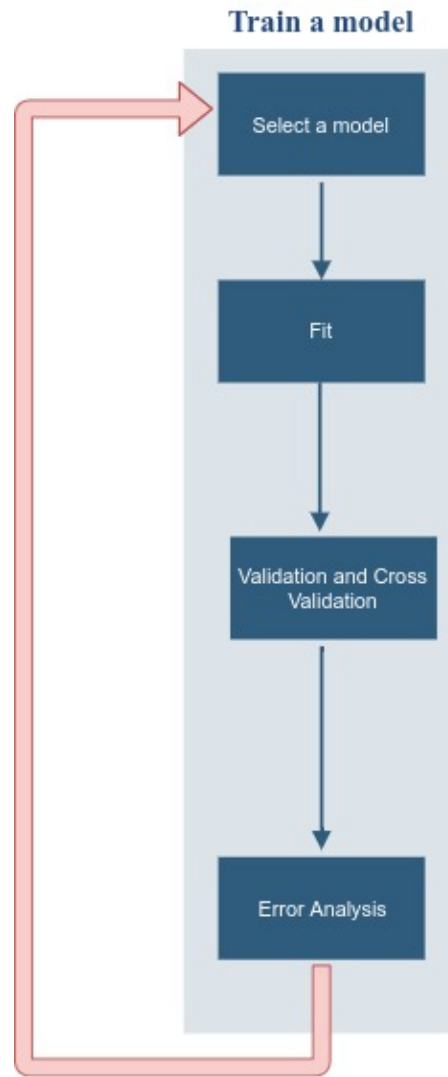 Train a model
Select a model
Fit
Validation and Cross
Validation
Error Analysis